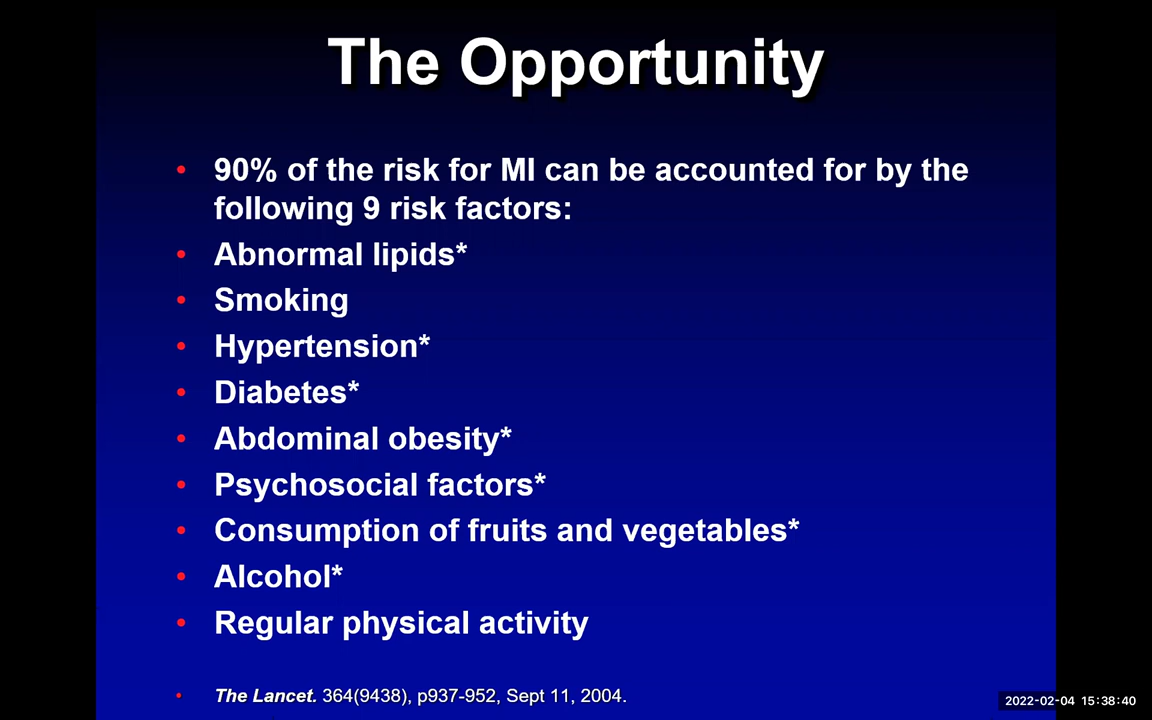 The Opportunity
• 90% of the risk for MI can be accounted for by the
following 9 risk factors:
• Abnormal lipids*
• Smoking
• Hypertension*
• Diabetes*
• Abdominal obesity*
• Psychosocial factors*
• Consumption of fruits and vegetables*
• Alcohol*
• Regular physical activity
• The Lancet. 364(9438), p937-952, Sept 11, 2004.
2022-02-04 15:38:40